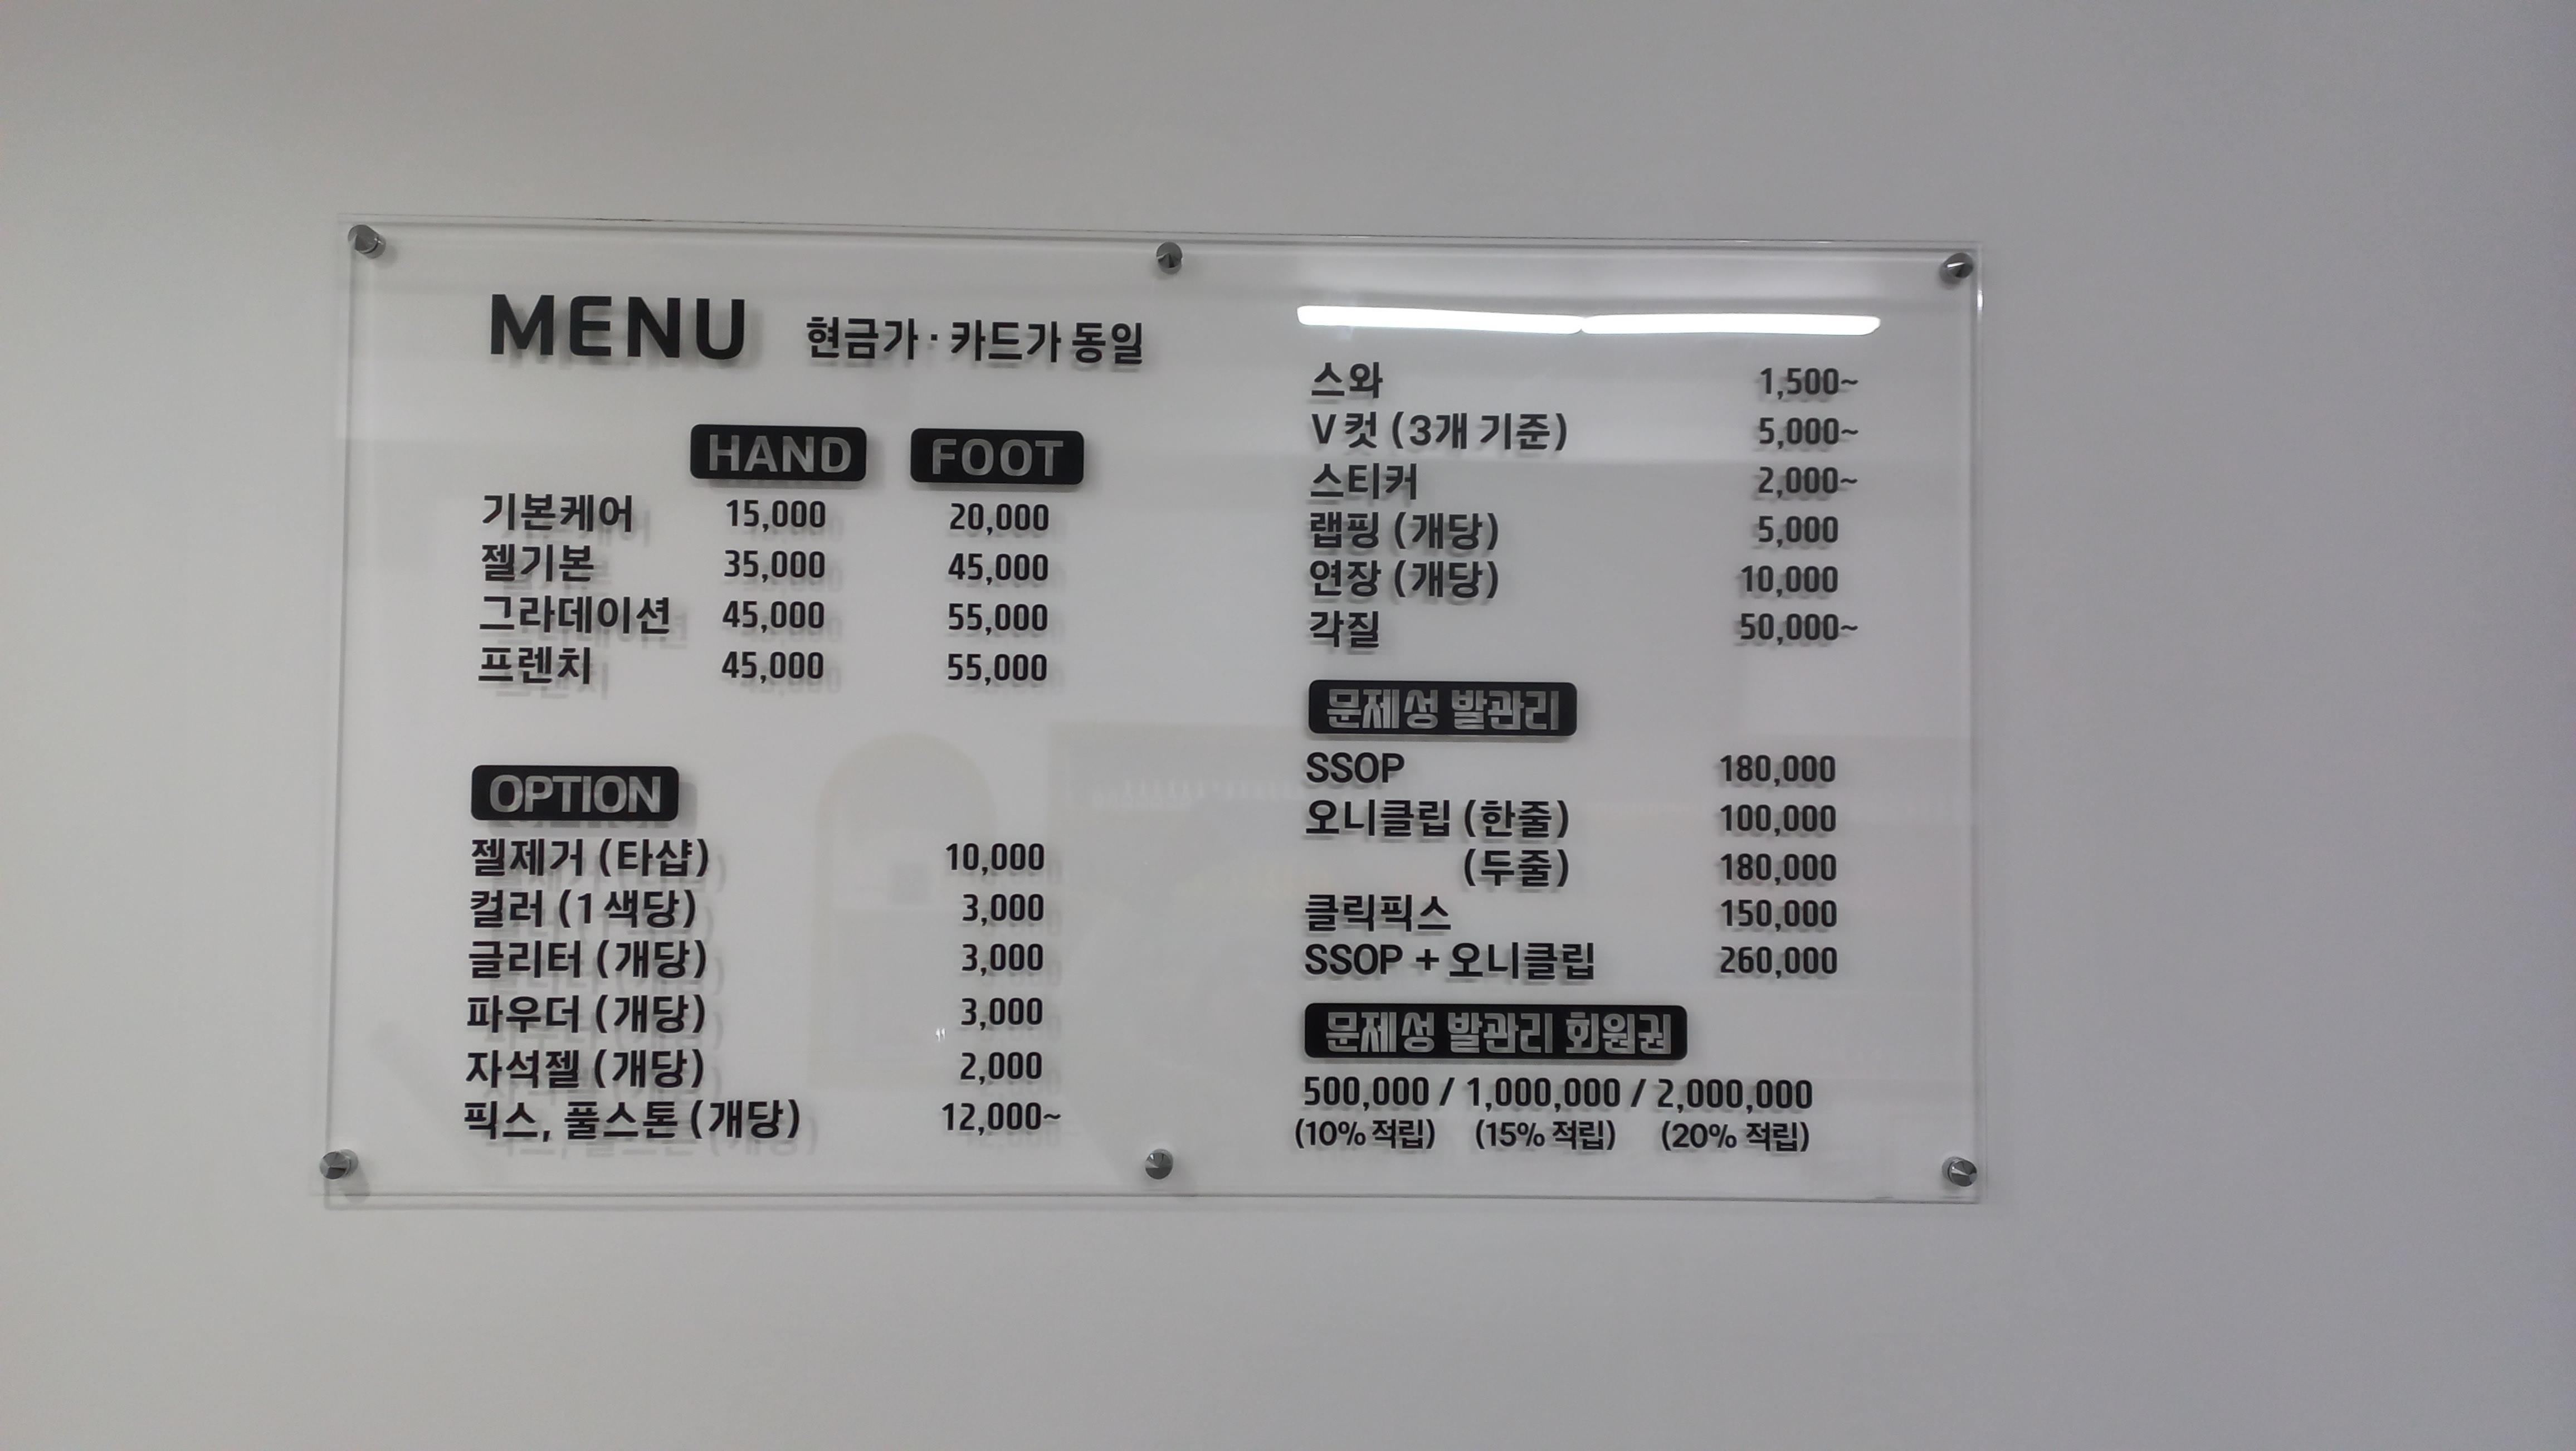 MENU 현금가 · 카드가 동일
HAND FOOT
기본케어 15,000 20,000
젤기본 35,000 45,000
그라데이션 45,000 55,000
프렌치 45,000 55,000
OPTION
젤제거 (타샵) 10,000
컬러 (1색당) 3,000
글리터 (개당) 3,000
파우더 (개당) 3,000
자석젤 (개당) 2,000
픽스, 풀스톤 (개당) 12,000~
스와 1,500~
V컷 (3개 기준) 5,000~
스티커 2,000~
랩핑 (개당) 5,000
연장 (개당) 10,000
각질 50,000~
문제성 발관리
SSOP 180,000
오니클립 (한줄) 100,000
(두줄) 180,000
클릭픽스 150,000
SSOP + 오니클립 260,000
문제성 발관리 회원권
500,000 / 1,000,000 / 2,000,000
(10% 적립) (15% 적립) (20% 적립)